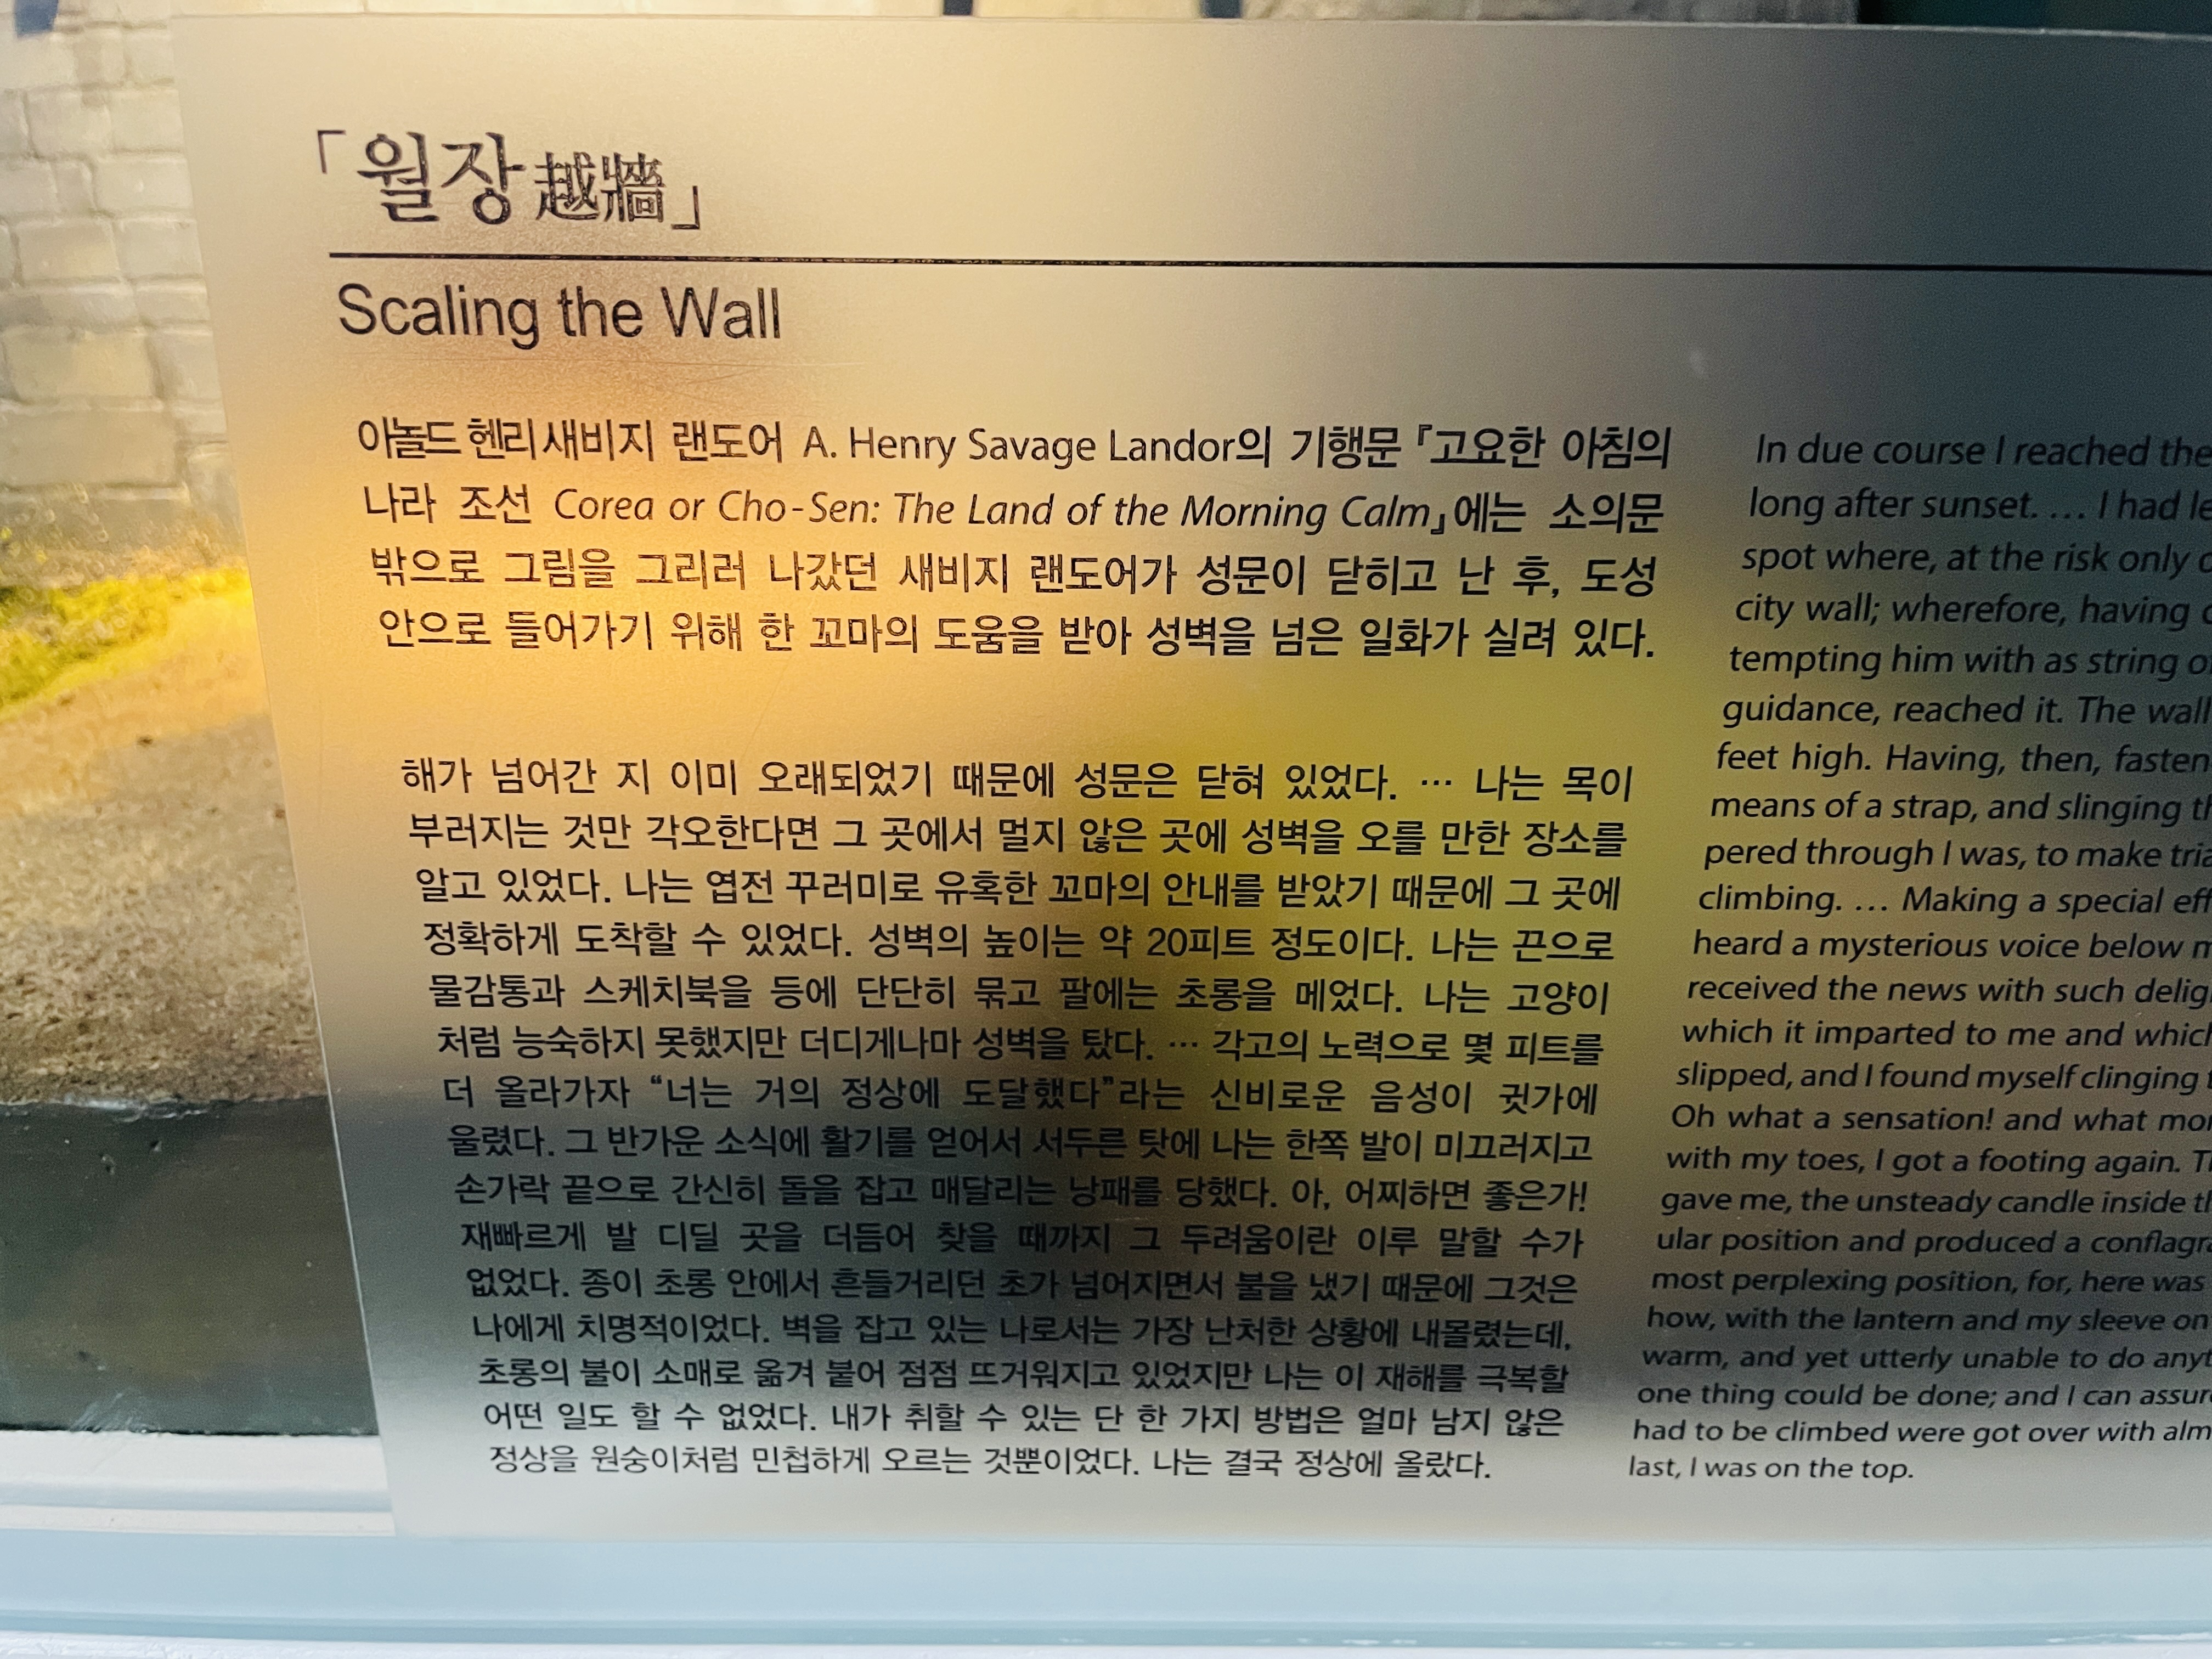 「월장越牆」
Scaling the Wall
아놀드 헨리 새비지 랜도어 A. Henry Savage Landor의 기행문 『고요한 아침의
나라 조선 Corea or Cho-Sen: The Land of the Morning Calm』에는 소의문
밖으로 그림을 그리러 나갔던 새비지 랜도어가 성문이 닫히고 난 후, 도성
안으로 들어가기 위해 한 꼬마의 도움을 받아 성벽을 넘은 일화가 실려 있다.
해가 넘어간 지 이미 오래되었기 때문에 성문은 닫혀 있었다. … 나는 목이
부러지는 것만 각오한다면 그 곳에서 멀지 않은 곳에 성벽을 오를 만한 장소를
알고 있었다. 나는 엽전 꾸러미로 유혹한 꼬마의 안내를 받았기 때문에 그 곳에
정확하게 도착할 수 있었다. 성벽의 높이는 약 20피트 정도이다. 나는 끈으로
물감통과 스케치북을 등에 단단히 묶고 팔에는 초롱을 메었다. 나는 고양이
처럼 능숙하지 못했지만 더디게나마 성벽을 탔다. … 각고의 노력으로 몇 피트를
더 올라가자 “너는 거의 정상에 도달했다”라는 신비로운 음성이 귓가에
울렸다. 그 반가운 소식에 활기를 얻어서 서두른 탓에 나는 한쪽 발이 미끄러지고
손가락 끝으로 간신히 돌을 잡고 매달리는 낭패를 당했다. 아, 어찌하면 좋은가!
재빠르게 발 디딜 곳을 더듬어 찾을 때까지 그 두려움이란 이루 말할 수가
없었다. 종이 초롱 안에서 흔들거리던 초가 넘어지면서 불을 냈기 때문에 그것은
나에게 치명적이었다. 벽을 잡고 있는 나로서는 가장 난처한 상황에 내몰렸는데,
초롱의 불이 소매로 옮겨 붙어 점점 뜨거워지고 있었지만 나는 이 재해를 극복할
어떤 일도 할 수 없었다. 내가 취할 수 있는 단 한 가지 방법은 얼마 남지 않은
정상을 원숭이처럼 민첩하게 오르는 것뿐이었다. 나는 결국 정상에 올랐다.
In due course I reached the
long after sunset. … I had
spot where, at the risk only
city wall; wherefore, having
tempting him with as string
guidance, reached it. The wall
feet high. Having, then,
means of a strap, and slinging
pered through I was, to make
climbing. … Making a special
heard a mysterious voice below
received the news with such
which it imparted to me and which
slipped, and I found myself clinging
Oh what a sensation! and what
with my toes, I got a footing again.
gave me, the unsteady candle inside
ular position and produced a
most perplexing position, for, here was
how, with the lantern and my sleeve on
warm, and yet utterly unable to do
one thing could be done; and I can
had to be climbed were got over with
last, I was on the top.